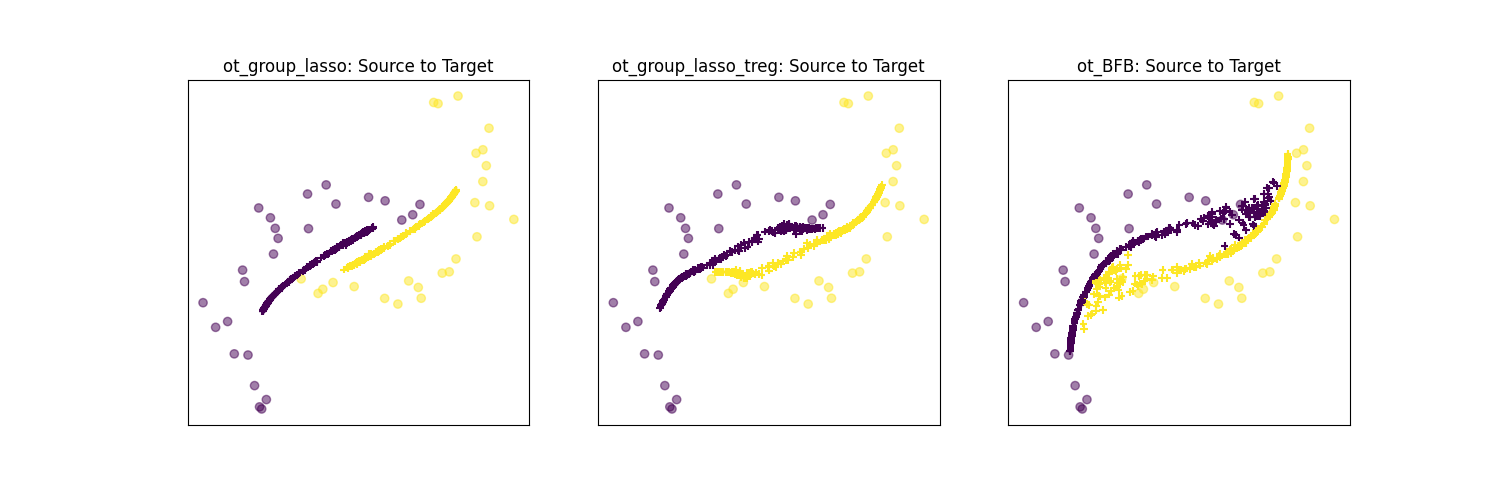 ot_group_lasso: Source to Target
ot_group_lasso_treg: Source to Target
ot_BFB: Source to Target